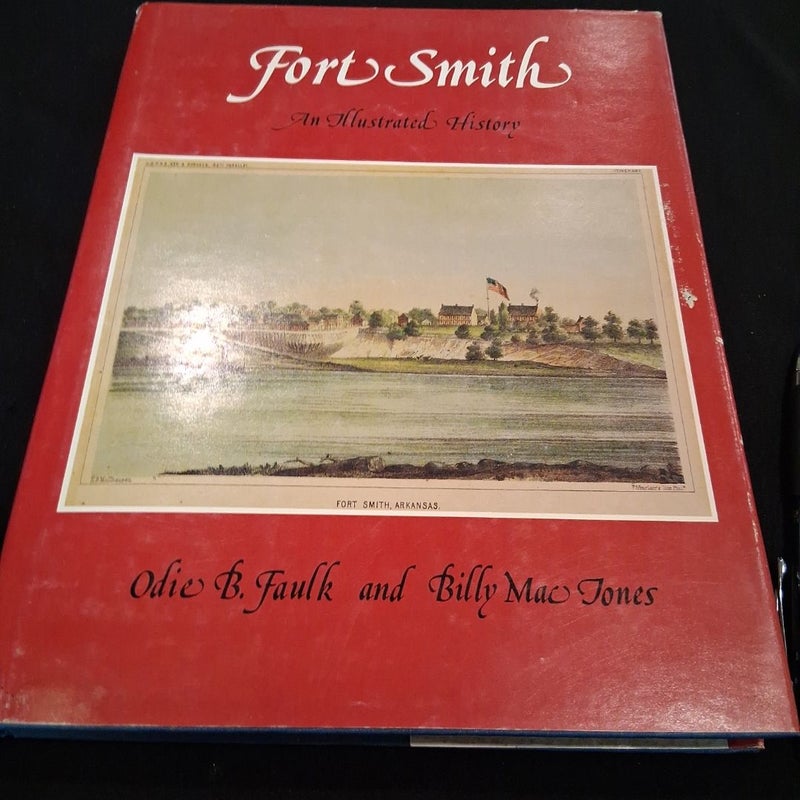 Fort Smith
An Illustrated History
FORT SMITH, ARKANSAS.
Odie B. Faulk and Billy Mac Jones